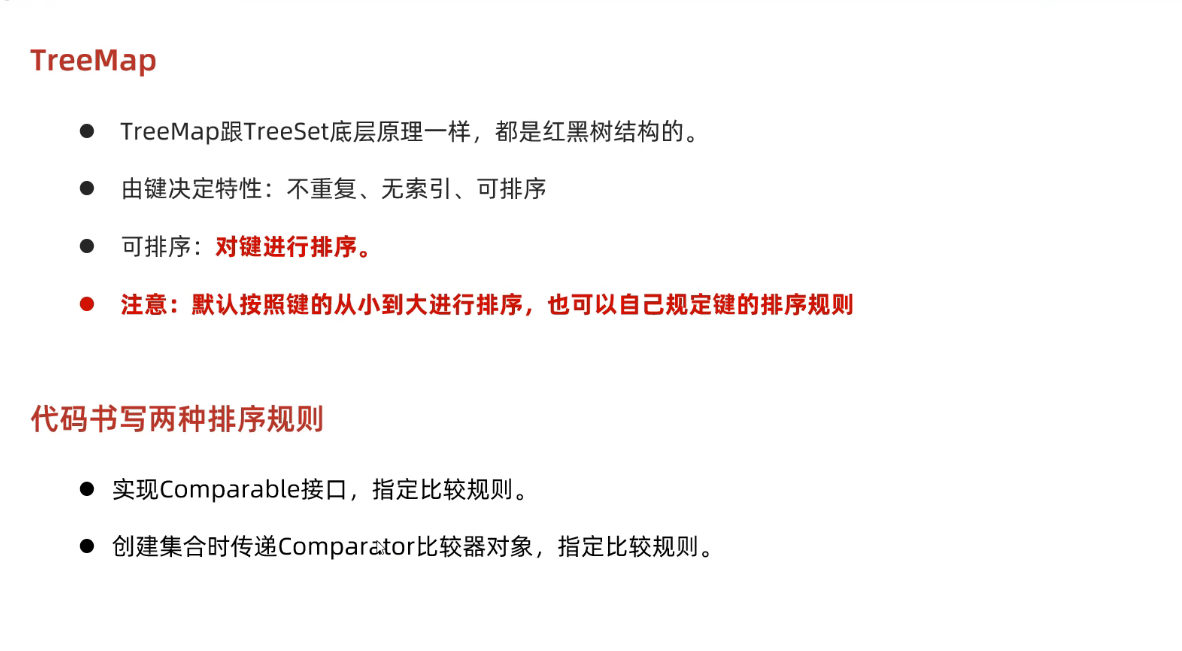 TreeMap
● TreeMap跟TreeSet底层原理一样，都是红黑树结构的。
● 由键决定特性：不重复、无索引、可排序
● 可排序：对键进行排序。
● 注意：默认按照键的从小到大进行排序，也可以自己规定键的排序规则
代码书写两种排序规则
● 实现Comparable接口，指定比较规则。
● 创建集合时传递Comparator比较器对象，指定比较规则。